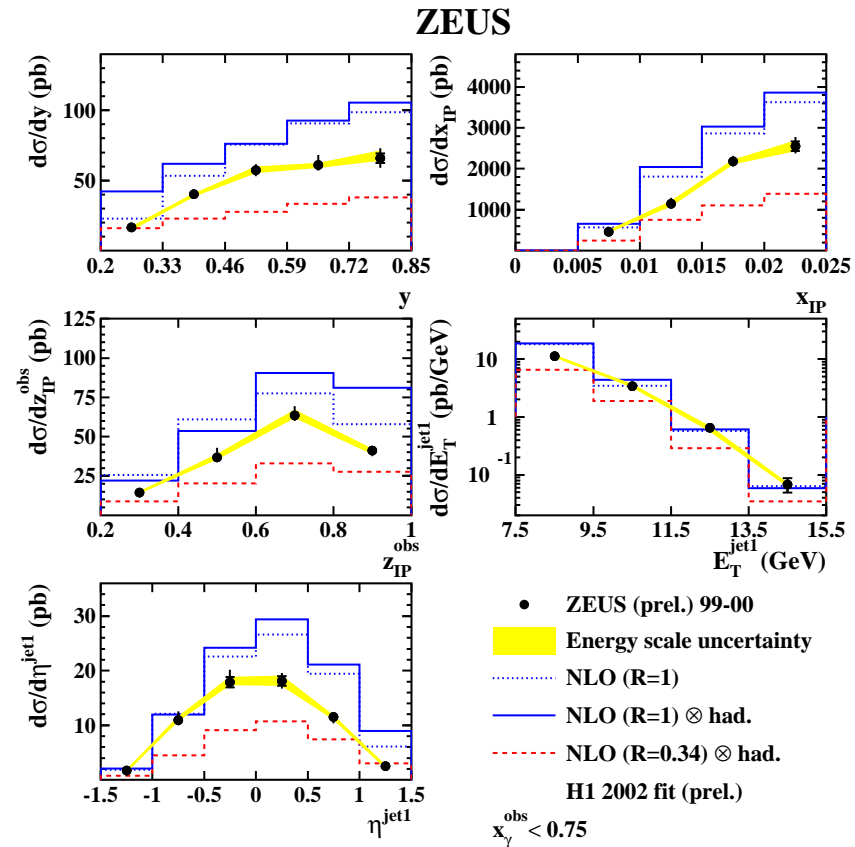 ZEUS
dσ/dy (pb)
100
50
0.2 0.33 0.46 0.59 0.72 0.85
y
dσ/dx_IP (pb)
4000
3000
2000
1000
0 0.005 0.01 0.015 0.02 0.025
x_IP
dσ/dz_IP^obs (pb)
125
100
75
50
25
0.2 0.4 0.6 0.8 1
z_IP^obs
dσ/dE_T^jet1 (pb/GeV)
10
1
10^-1
7.5 9.5 11.5 13.5 15.5
E_T^jet1 (GeV)
dσ/dη^jet1 (pb)
30
20
10
-1.5 -1 -0.5 0 0.5 1 1.5
η^jet1
ZEUS (prel.) 99-00
Energy scale uncertainty
NLO (R=1)
NLO (R=1) ⊗ had.
NLO (R=0.34) ⊗ had.
H1 2002 fit (prel.)
x_γ^obs < 0.75